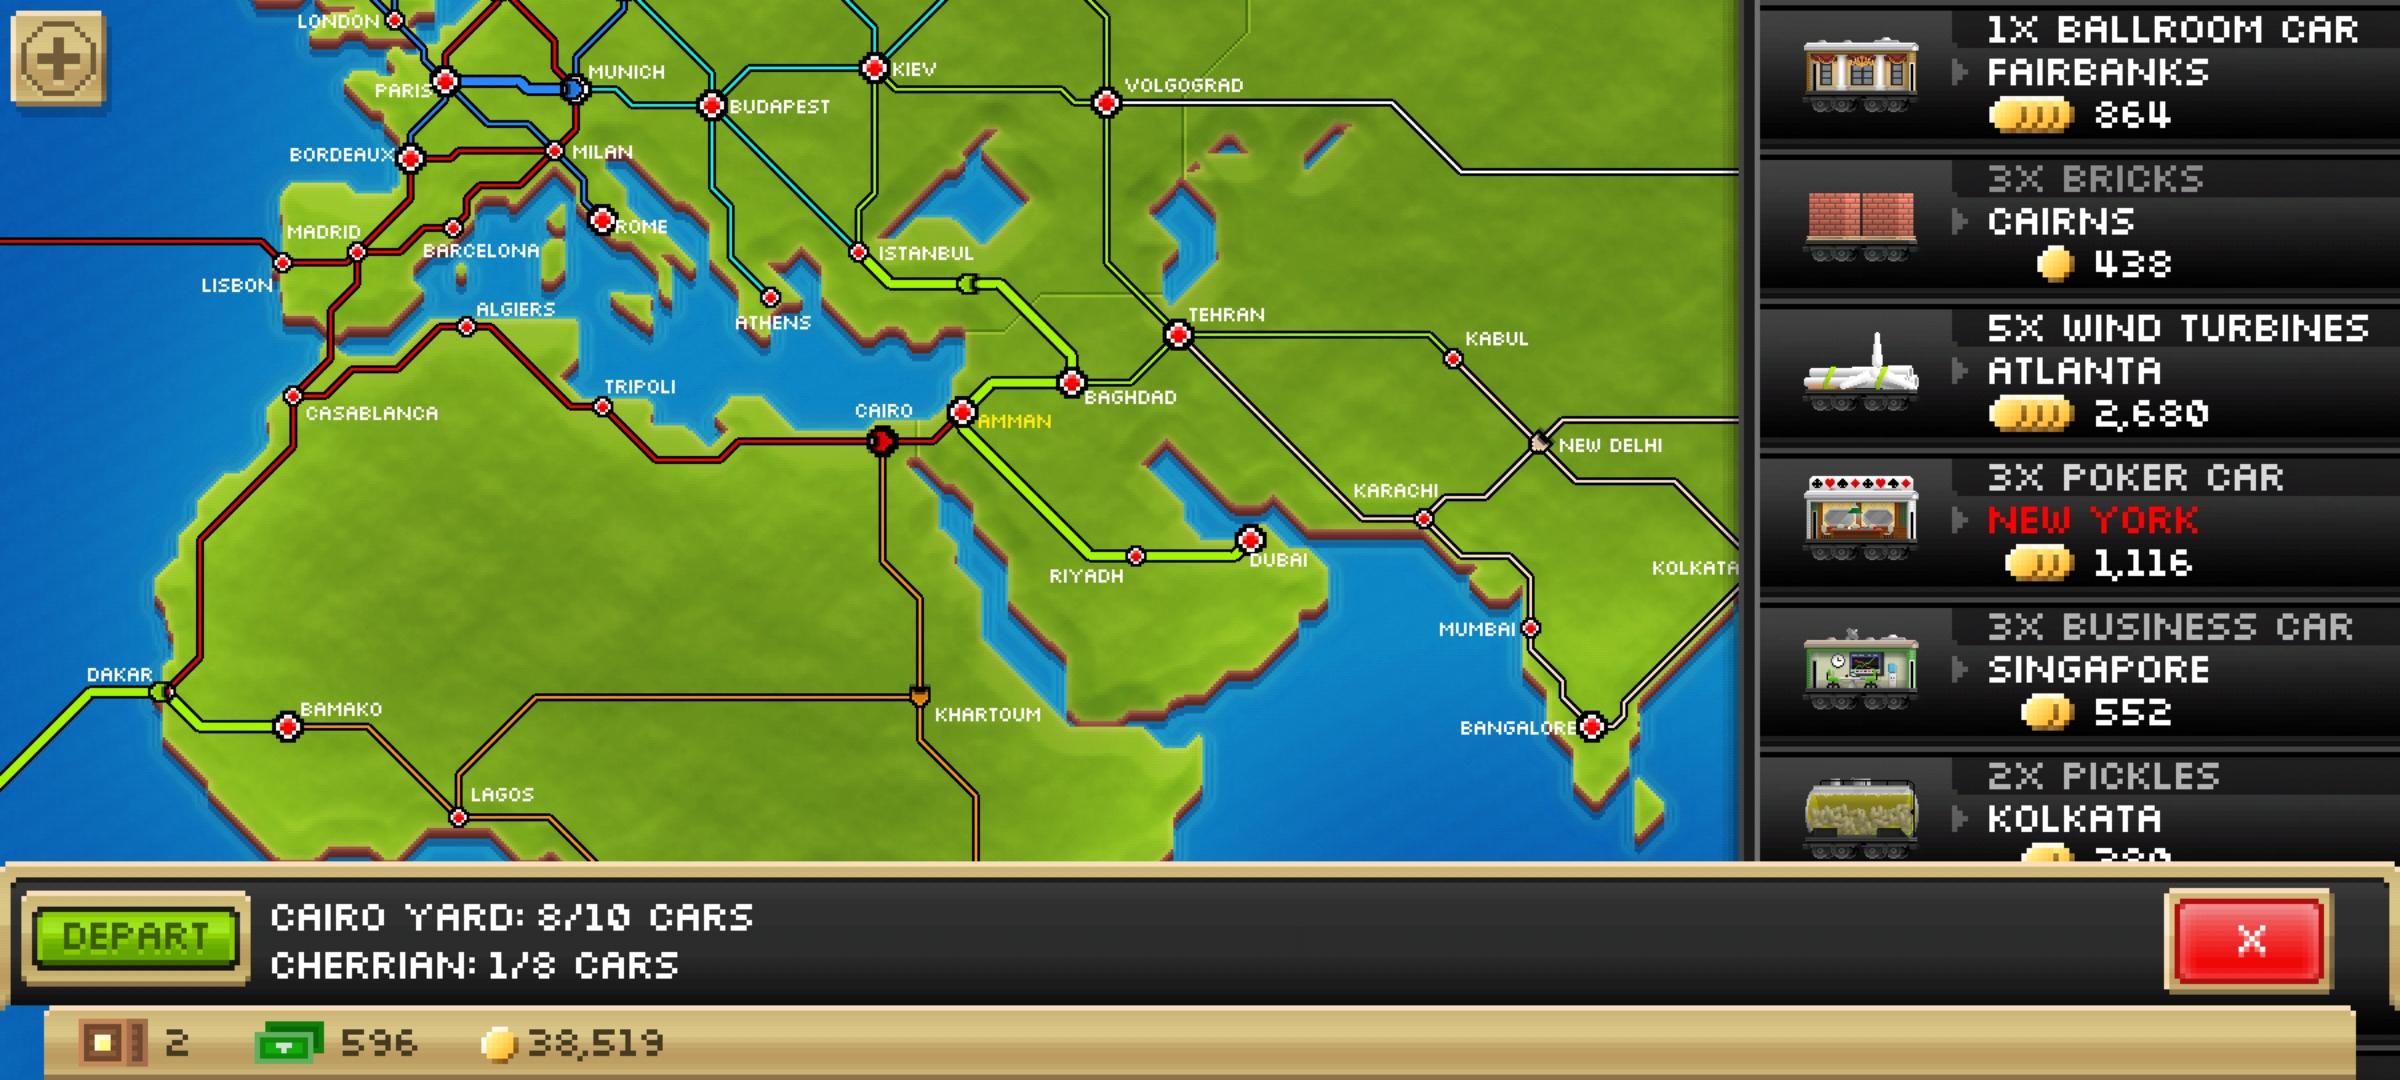 LONDON
PARIS
MUNICH
BUDAPEST
KIEV
VOLGOGRAD
BORDEAUX
MILAN
MADRID
BARCELONA
ROME
ISTANBUL
LISBON
ALGIERS
ATHENS
TEHRAN
KABUL
CASABLANCA
TRIPOLI
CAIRO
AMMAN
BAGHDAD
NEW DELHI
KARACHI
RIYADH
DUBAI
KOLKATA
MUMBAI
DAKAR
BAMAKO
KHARTOUM
BANGALORE
LAGOS
1X BALLROOM CAR
FAIRBANKS
864
3X BRICKS
CAIRNS
438
5X WIND TURBINES
ATLANTA
2,680
3X POKER CAR
NEW YORK
1,116
3X BUSINESS CAR
SINGAPORE
552
2X PICKLES
KOLKATA
DEPART
CAIRO YARD: 8/10 CARS
CHERRIAN: 1/8 CARS
X
2
596
38,519